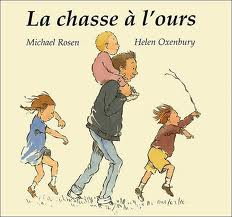 La chasse à l'ours
Michael Rosen Helen Oxenbury